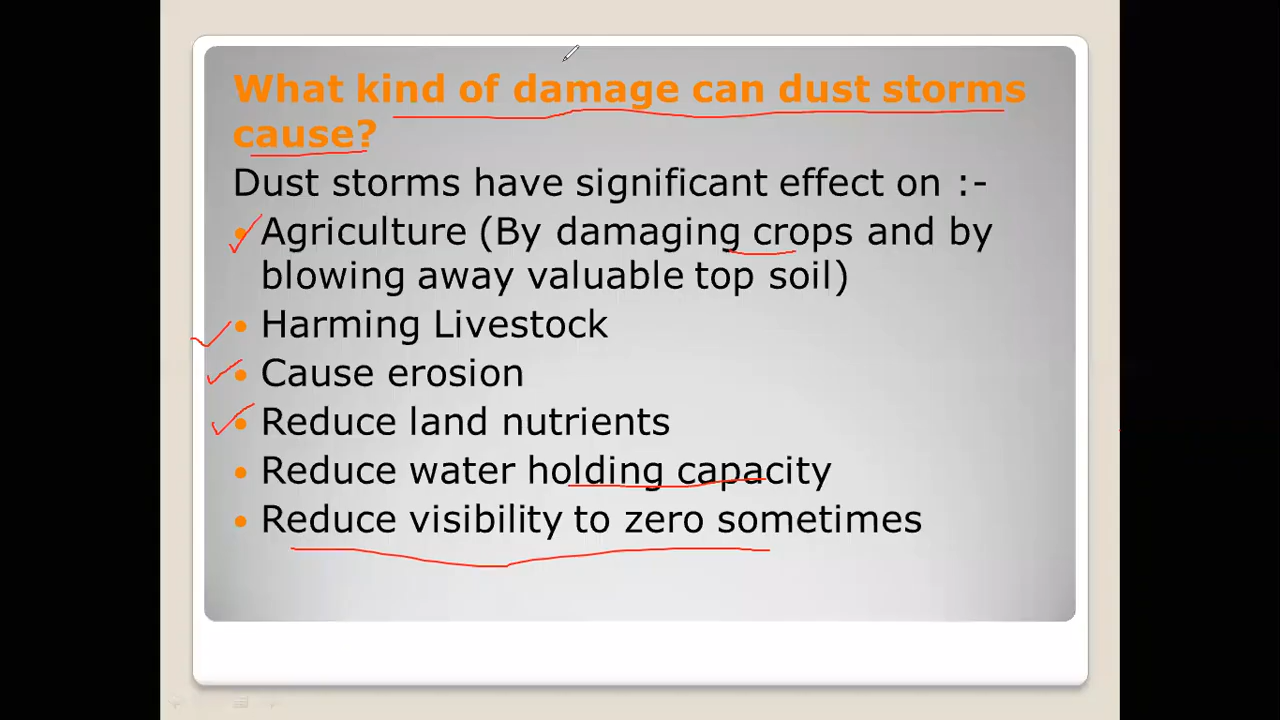 What kind of damage can dust storms
cause?
Dust storms have significant effect on :-
• Agriculture (By damaging crops and by
blowing away valuable top soil)
• Harming Livestock
• Cause erosion
• Reduce land nutrients
• Reduce water holding capacity
• Reduce visibility to zero sometimes